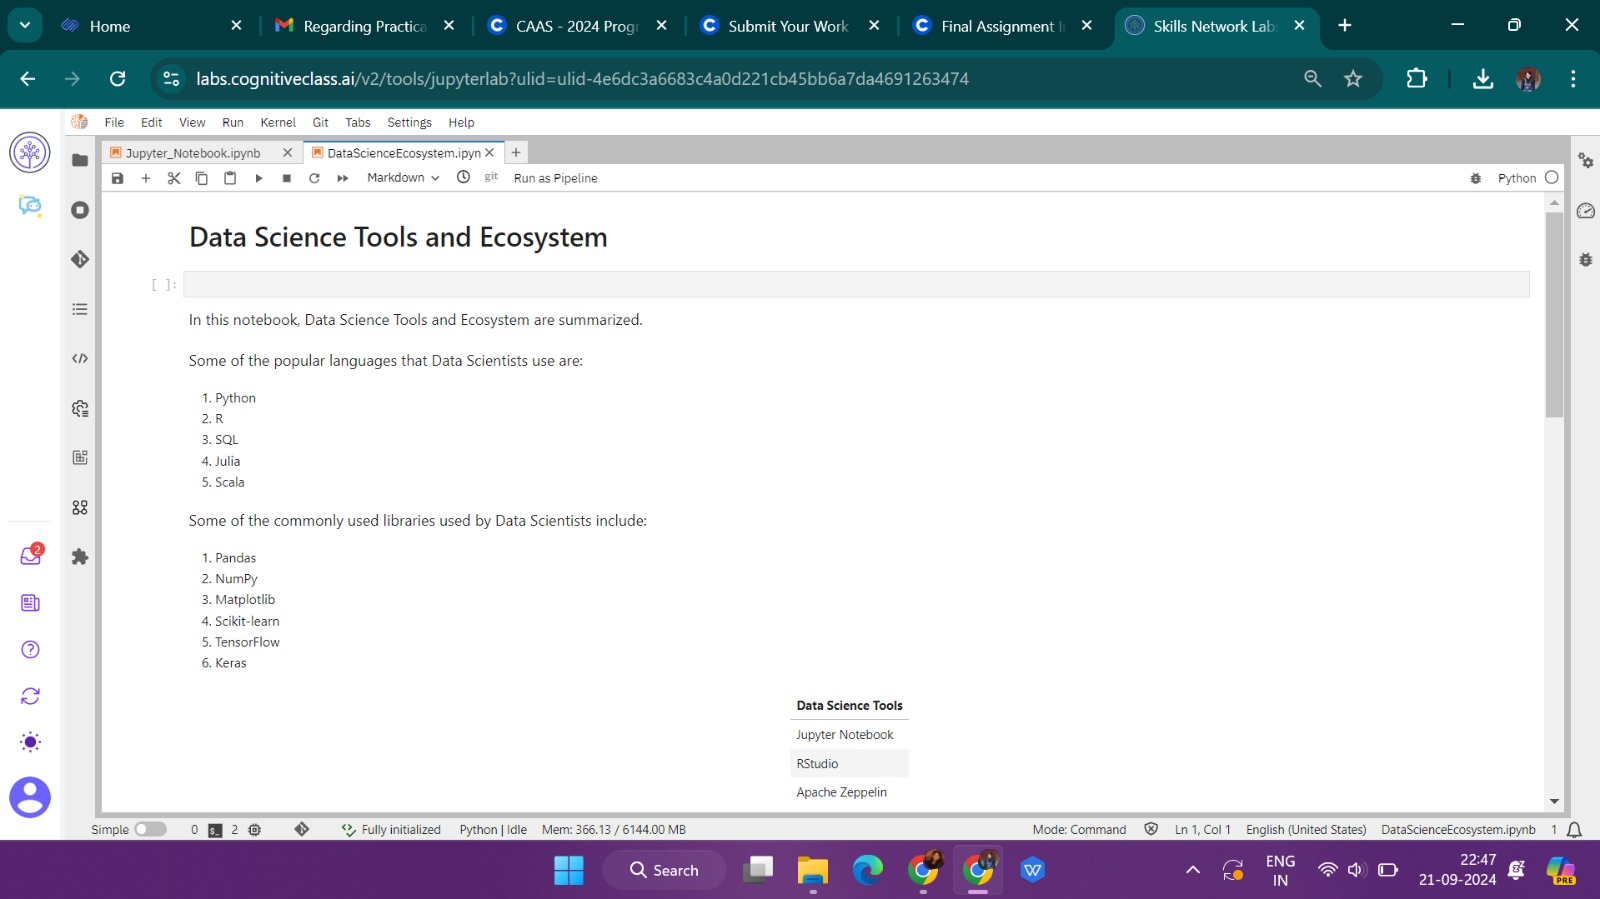 Home
Regarding Practica
CAAS - 2024 Progr
Submit Your Work
Final Assignment I
Skills Network Lab
labs.cognitiveclass.ai/v2/tools/jupyterlab?ulid=ulid-4e6dc3a6683c4a0d221cb45bb6a7da4691263474
File Edit View Run Kernel Git Tabs Settings Help
Jupyter_Notebook.ipynb
DataScienceEcosystem.ipyn
Markdown
git
Run as Pipeline
Python
Data Science Tools and Ecosystem
[ ]:
In this notebook, Data Science Tools and Ecosystem are summarized.
Some of the popular languages that Data Scientists use are:
1. Python
2. R
3. SQL
4. Julia
5. Scala
Some of the commonly used libraries used by Data Scientists include:
1. Pandas
2. NumPy
3. Matplotlib
4. Scikit-learn
5. TensorFlow
6. Keras
Data Science Tools
Jupyter Notebook
RStudio
Apache Zeppelin
2
Simple 0 $_ 2 Fully initialized Python | Idle Mem: 366.13 / 6144.00 MB Mode: Command Ln 1, Col 1 English (United States) DataScienceEcosystem.ipynb 1
Search
ENG
IN
22:47
21-09-2024
PRE